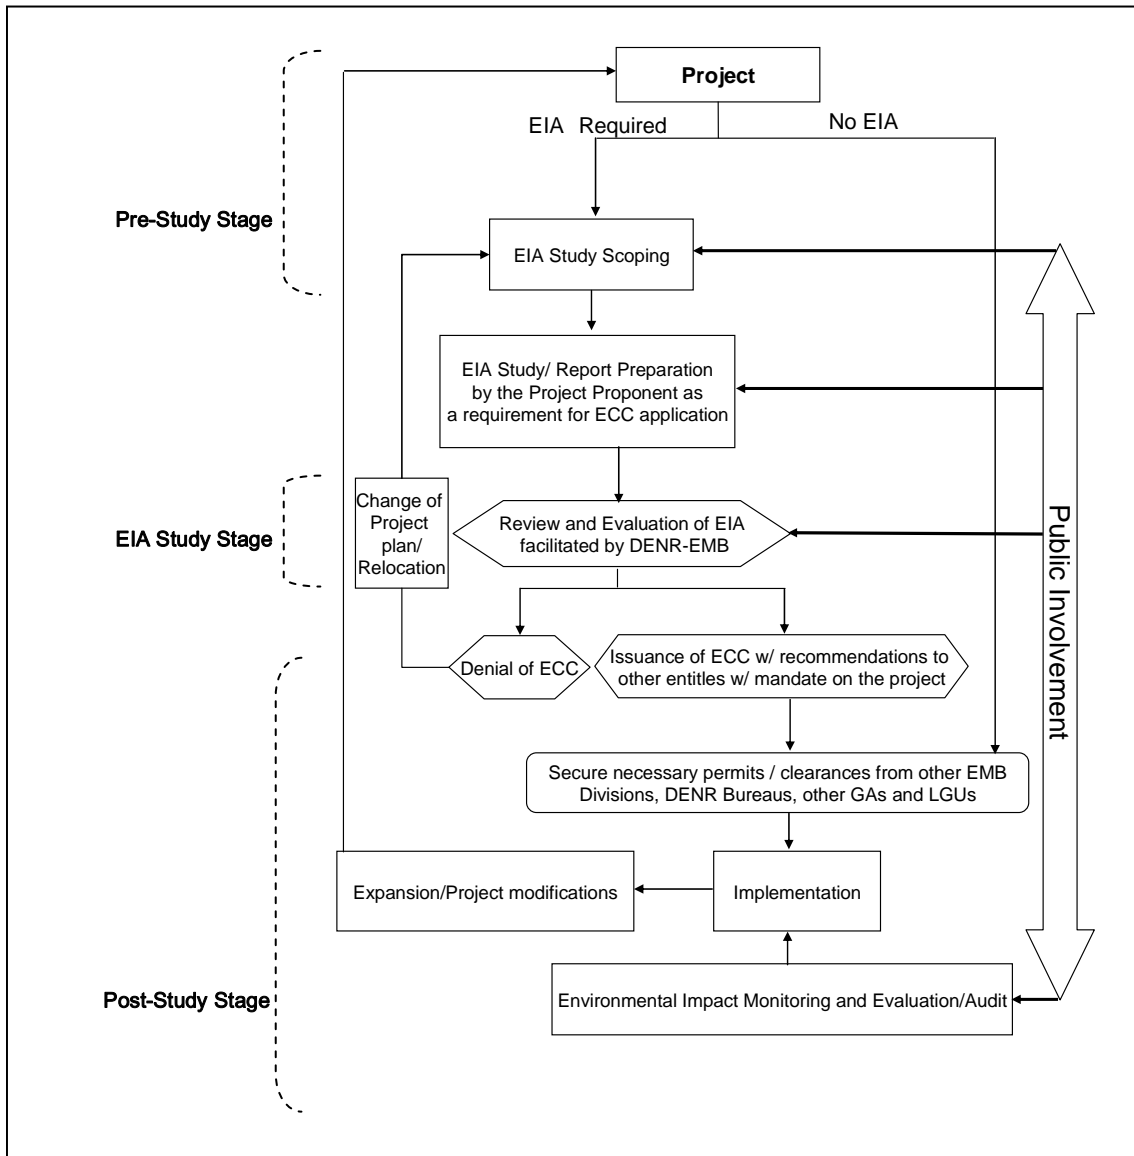 Project
EIA Required
No EIA
Pre-Study Stage
EIA Study Scoping
EIA Study/ Report Preparation
by the Project Proponent as
a requirement for ECC application
Change of
Project
plan/
Relocation
EIA Study Stage
Review and Evaluation of EIA
facilitated by DENR-EMB
Public Involvement
Denial of ECC
Issuance of ECC w/ recommendations to
other entitles w/ mandate on the project
Secure necessary permits / clearances from other EMB
Divisions, DENR Bureaus, other GAs and LGUs
Expansion/Project modifications
Implementation
Post-Study Stage
Environmental Impact Monitoring and Evaluation/Audit